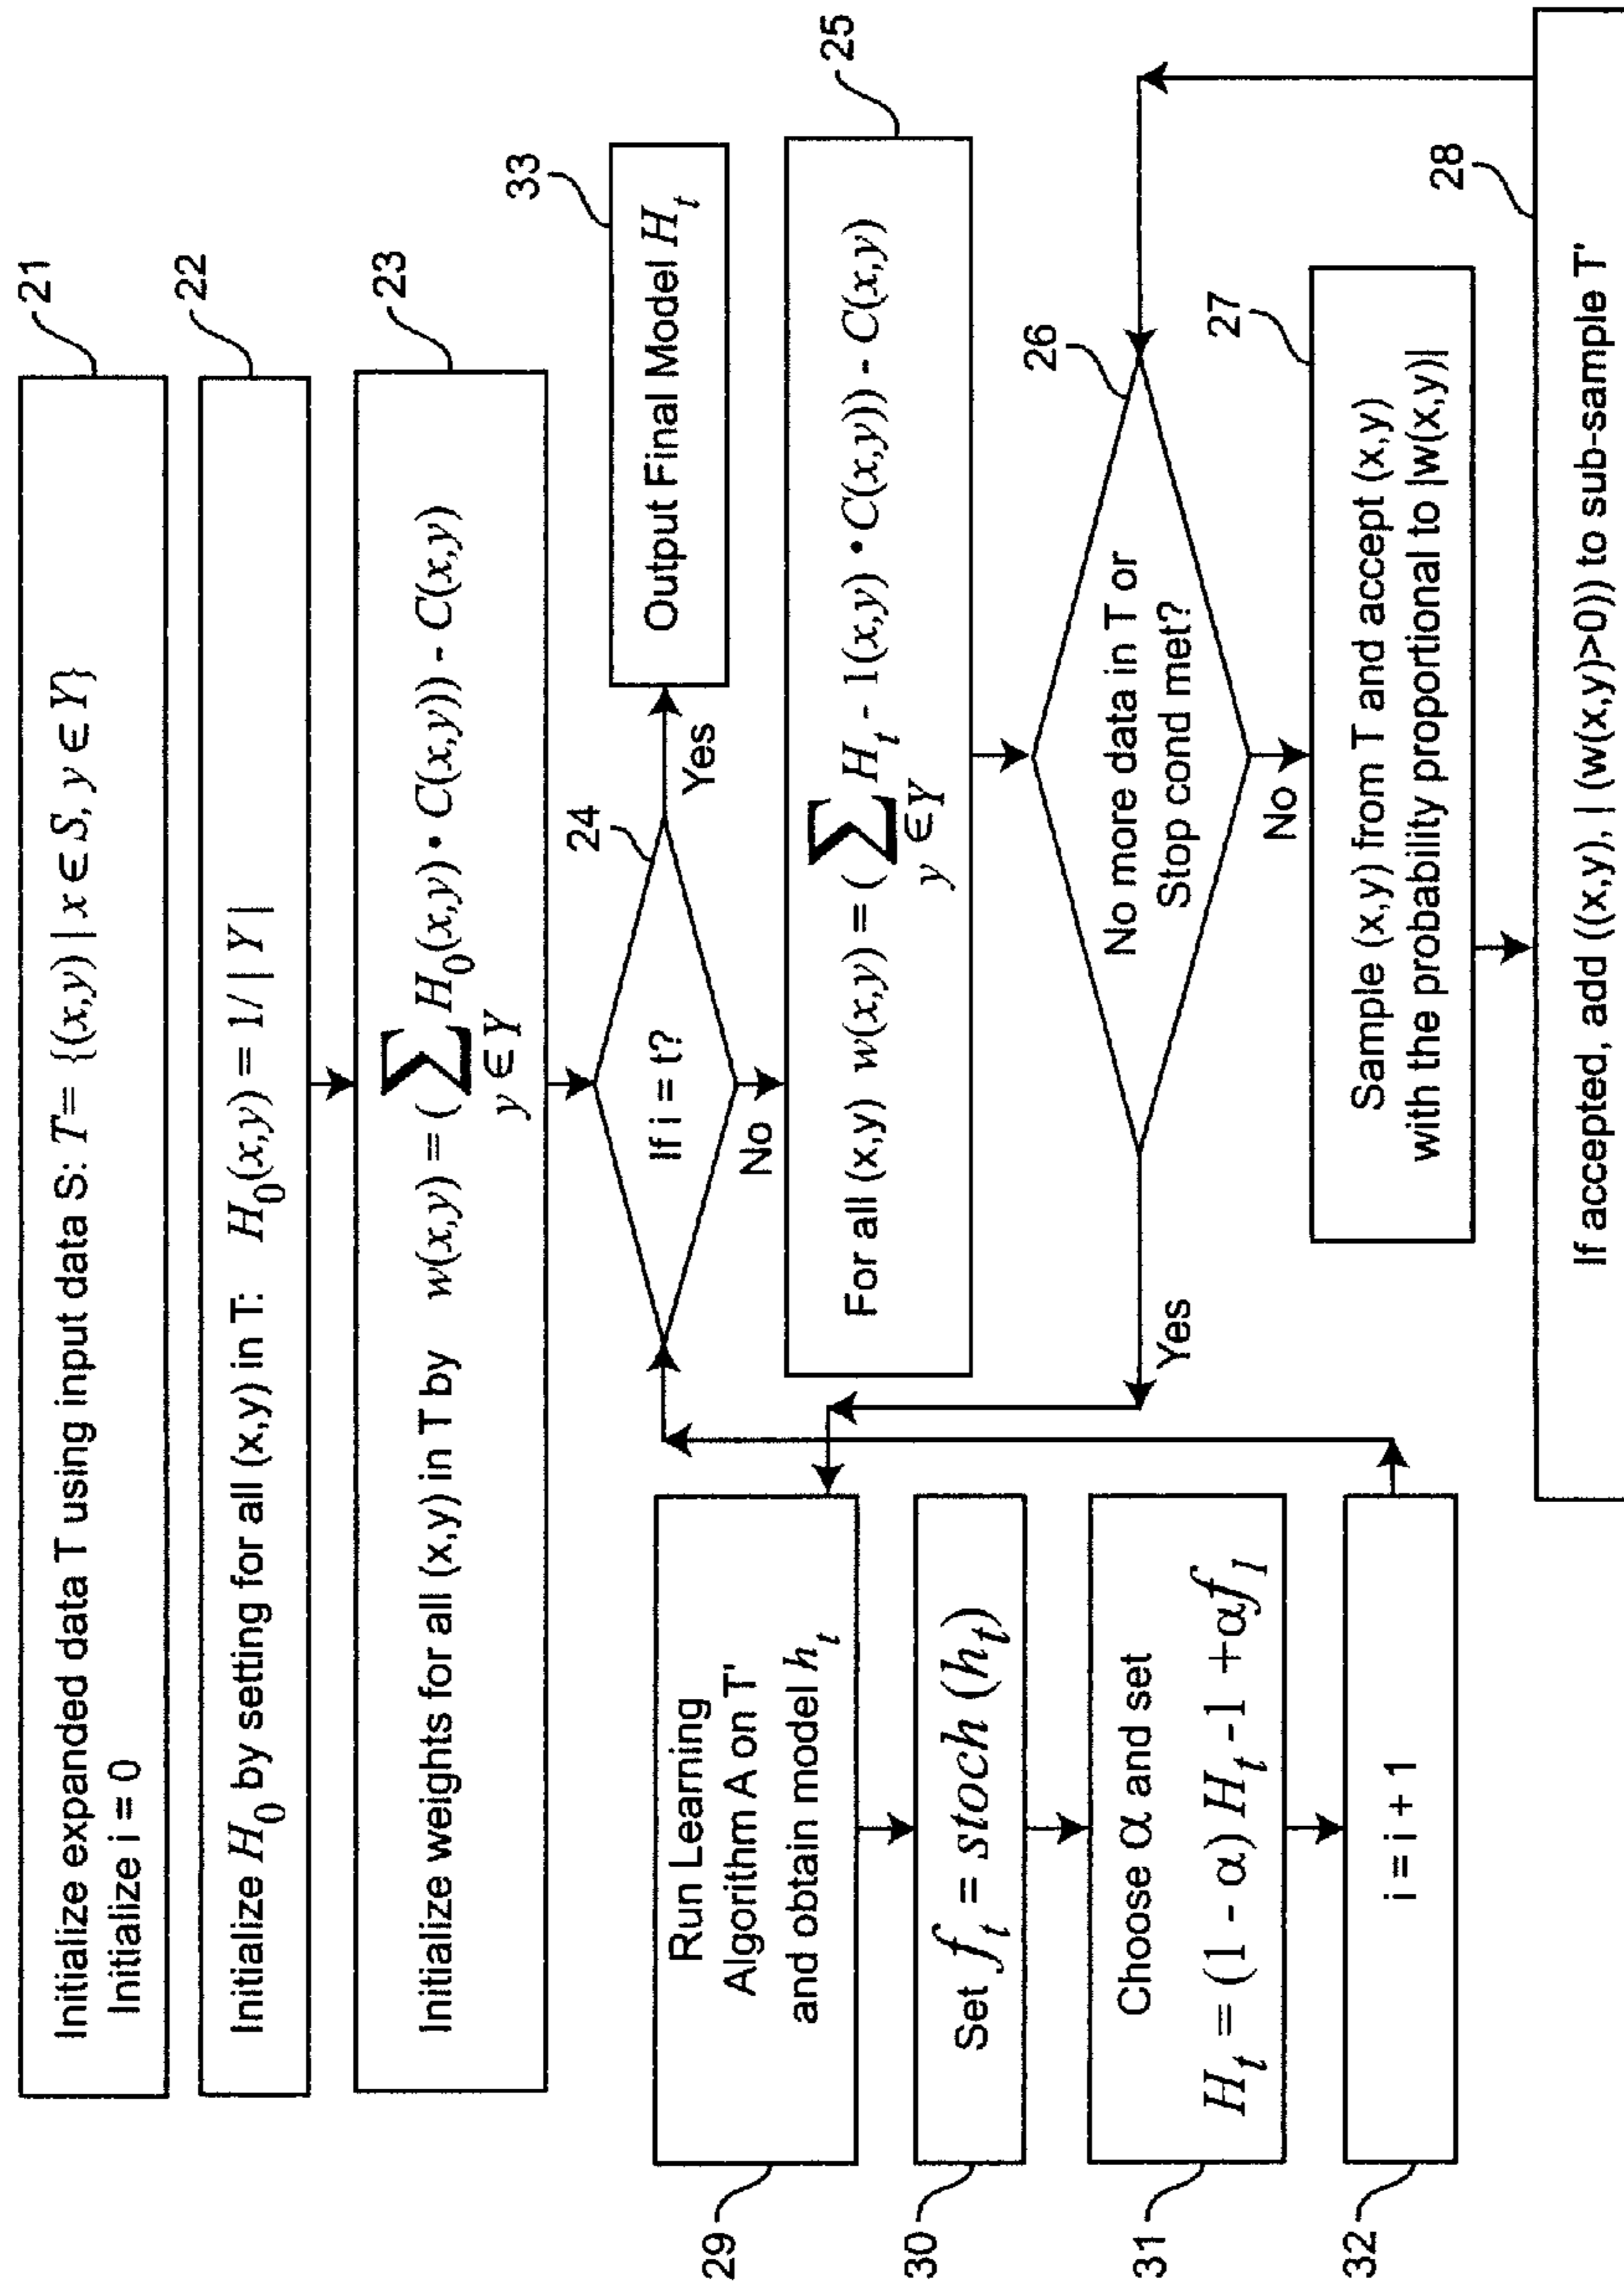 21
Initialize expanded data T using input data S: T = {(x,y) | x ∈ S, y ∈ Y}
Initialize i = 0
22
Initialize H₀ by setting for all (x,y) in T: H₀(x,y) = 1/ | Y |
23
Initialize weights for all (x,y) in T by w(x,y) = ( ∑ H₀(x,y) • C(x,y)) - C(x,y)
y ∈ Y
24
If i = t?
Yes
No
33
Output Final Model Hₜ
25
For all (x,y) w(x,y) = ( ∑ Hₜ - 1(x,y) • C(x,y)) - C(x,y)
y ∈ Y
26
No more data in T or
Stop cond met?
Yes
No
27
Sample (x,y) from T and accept (x,y)
with the probability proportional to |w(x,y)|
28
If accepted, add ((x,y), | (w(x,y)>0)) to sub-sample T'
29
Run Learning
Algorithm A on T'
and obtain model hₜ
30
Set fₜ = stoch (hₜ)
31
Choose α and set
Hₜ = (1 - α) Hₜ -1 +αfₗ
32
i = i + 1